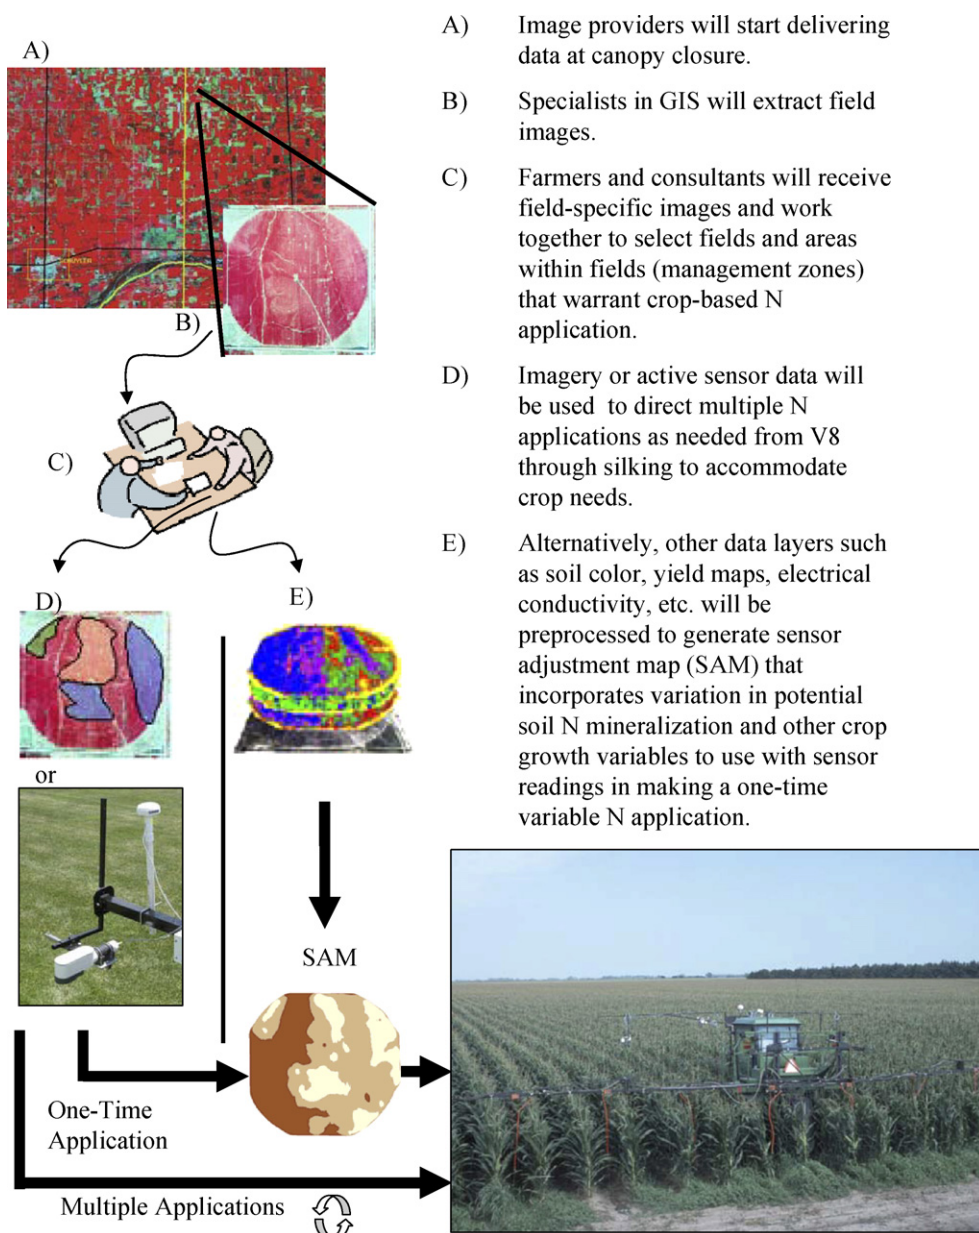 A)
B)
C)
D)
E)
or
SAM
One-Time
Application
Multiple Applications
A) Image providers will start delivering
data at canopy closure.
B) Specialists in GIS will extract field
images.
C) Farmers and consultants will receive
field-specific images and work
together to select fields and areas
within fields (management zones)
that warrant crop-based N
application.
D) Imagery or active sensor data will
be used to direct multiple N
applications as needed from V8
through silking to accommodate
crop needs.
E) Alternatively, other data layers such
as soil color, yield maps, electrical
conductivity, etc. will be
preprocessed to generate sensor
adjustment map (SAM) that
incorporates variation in potential
soil N mineralization and other crop
growth variables to use with sensor
readings in making a one-time
variable N application.